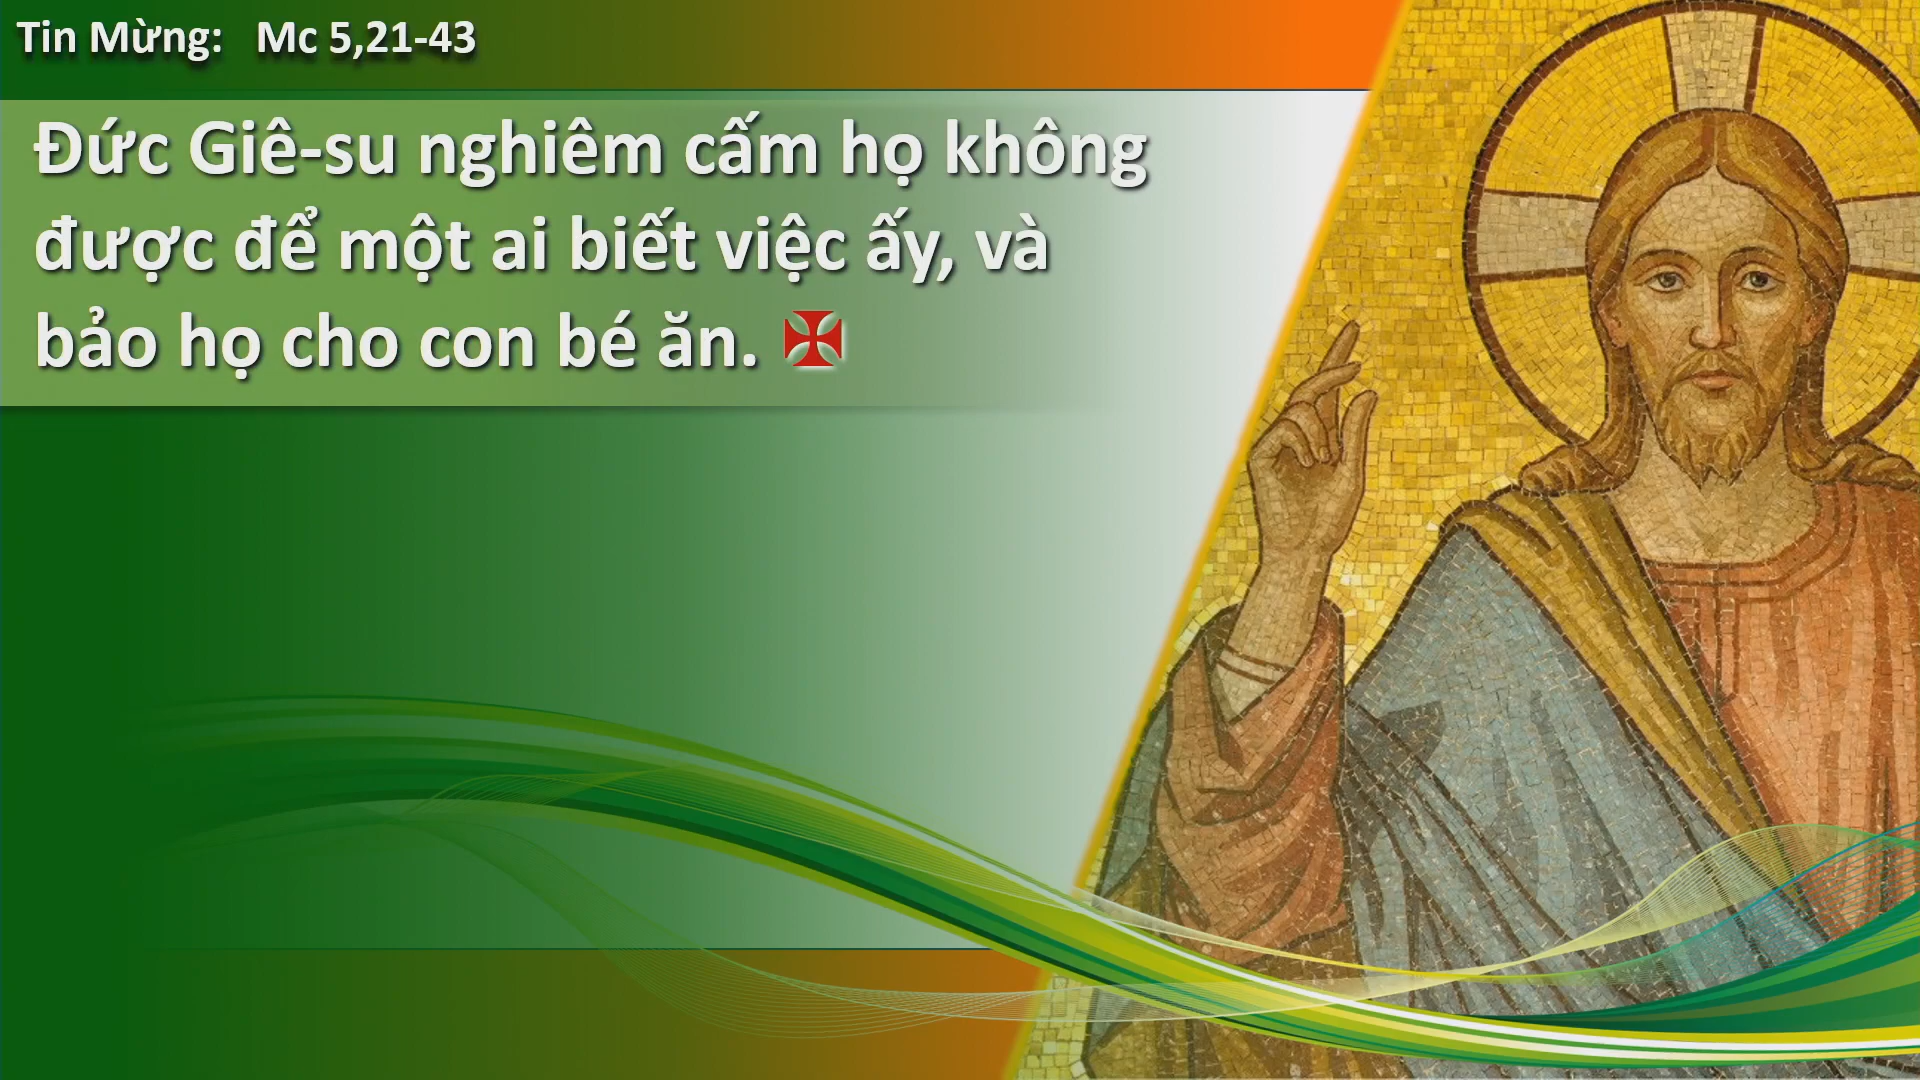 Tin Mừng: Mc 5,21-43
Đức Giê-su nghiêm cấm họ không
được để một ai biết việc ấy, và
bảo họ cho con bé ăn. ✠